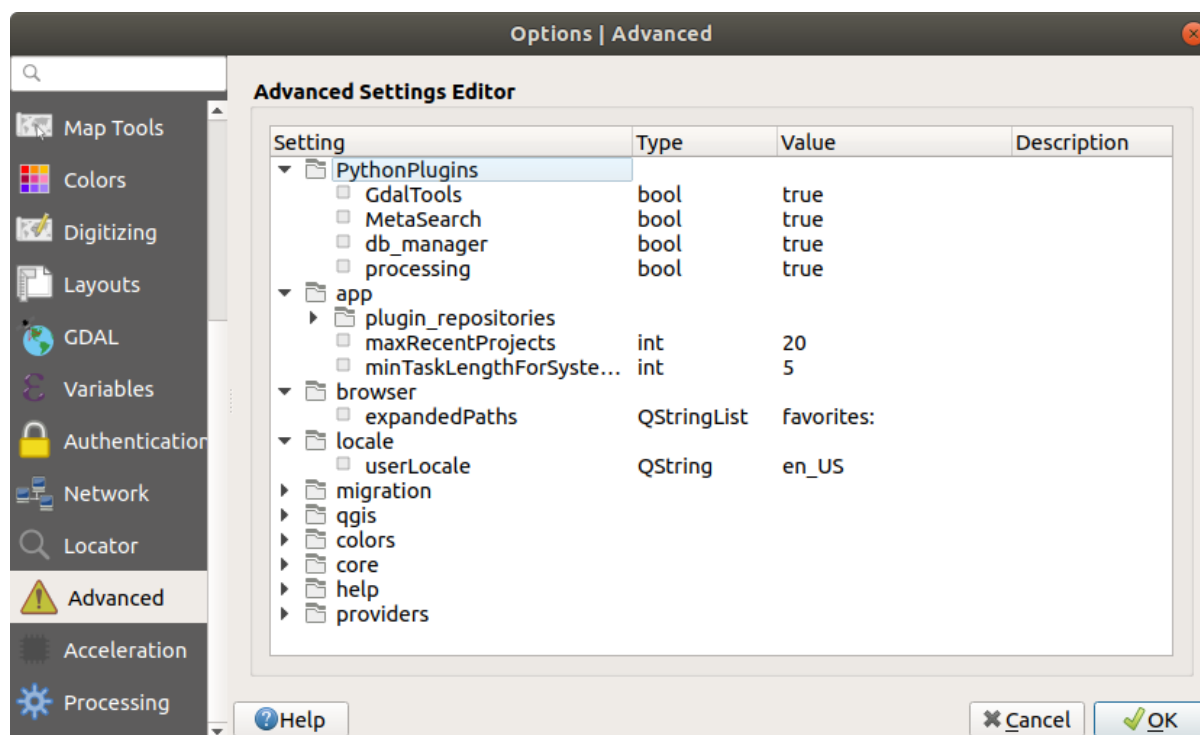 Options | Advanced
Map Tools
Colors
Digitizing
Layouts
GDAL
Variables
Authentication
Network
Locator
Advanced
Acceleration
Processing
Advanced Settings Editor
Setting Type Value Description
PythonPlugins
GdalTools bool true
MetaSearch bool true
db_manager bool true
processing bool true
app
plugin_repositories
maxRecentProjects int 20
minTaskLengthForSyste... int 5
browser
expandedPaths QStringList favorites:
locale
userLocale QString en_US
migration
qgis
colors
core
help
providers
Help Cancel OK